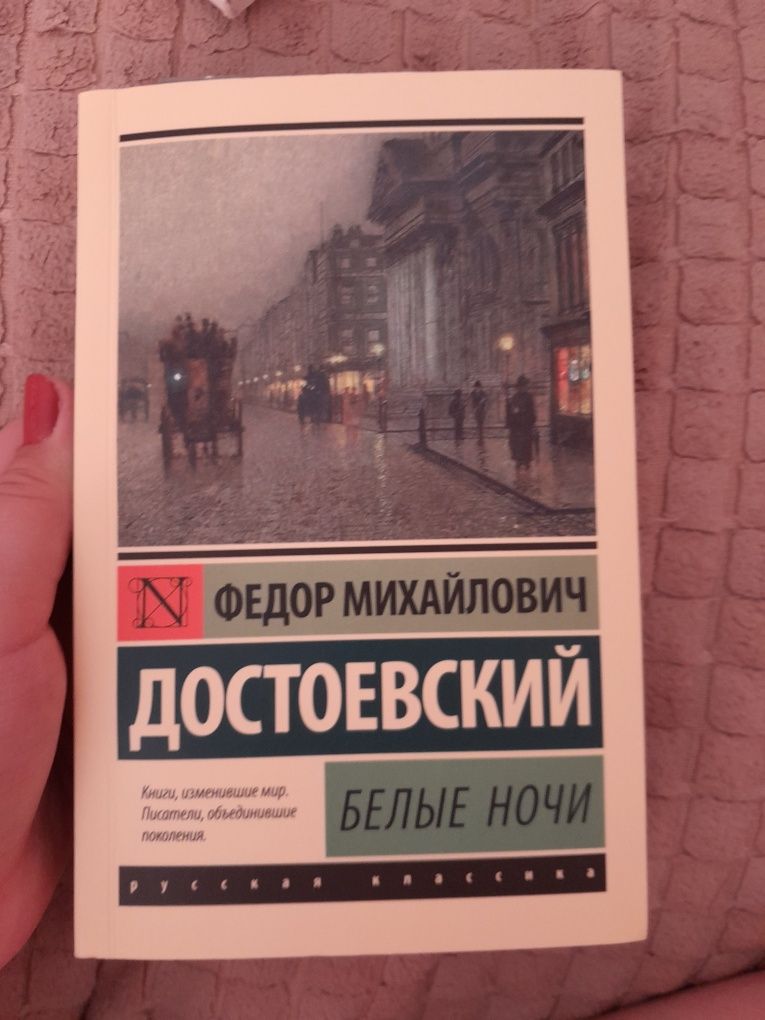 N
ФЕДОР МИХАЙЛОВИЧ
ДОСТОЕВСКИЙ
Книги, изменившие мир.
Писатели, объединившие
поколения.
БЕЛЫЕ НОЧИ
русская классика